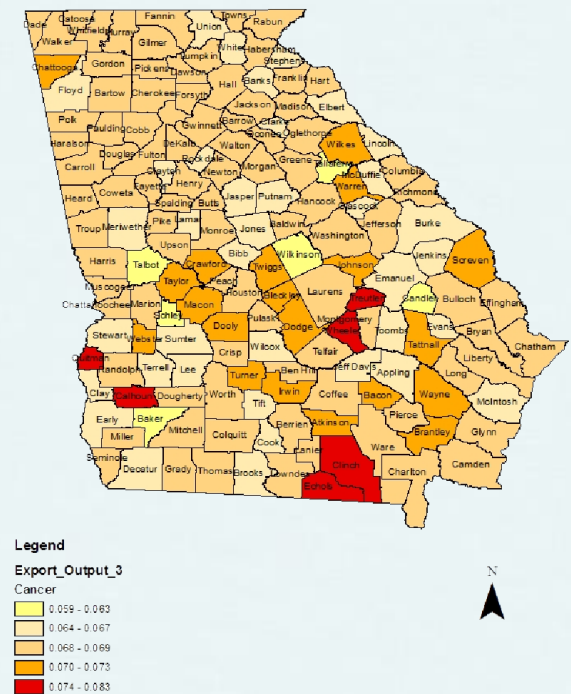 Dade Catoosa Fannin Towns Rabun
Whitfield Murray Union
Walker Gilmer White Habersham
Lumpkin Stephens
Chattooga Gordon Pickens Dawson Banks Franklin Hart
Floyd Bartow Cherokee Forsyth Hall
Jackson Madison Elbert
Polk Paulding Cobb Gwinnett Barrow Clarke
Oconee Oglethorpe Wilkes Lincoln
Haralson Douglas Fulton DeKalb Walton
Carroll Clayton Rockdale Newton Morgan Greene Taliaferro McDuffie Columbia
Fayette Henry Warren Richmond
Heard Coweta Spalding Butts Jasper Putnam Hancock Glascock
Troup Meriwether Pike Lamar Monroe Jones Baldwin Washington Jefferson Burke
Upson Bibb Wilkinson Jenkins Screven
Harris Talbot Crawford Twiggs Johnson Emanuel
Taylor Peach Laurens Treutlen Candler Bulloch Effingham
Muscogee Houston Bleckley
Chattahoochee Marion Macon Pulaski Dodge Montgomery
Schley Wheeler Toombs Evans Bryan Chatham
Stewart Webster Sumter Dooly Wilcox Telfair Tattnall
Quitman Crisp Liberty
Randolph Terrell Lee Turner Ben Hill Jeff Davis Appling Long
Clay Calhoun Dougherty Worth Irwin Coffee Bacon Wayne McIntosh
Early Baker Tift Pierce
Miller Mitchell Colquitt Berrien Atkinson Brantley Glynn
Cook Ware
Seminole Lanier Clinch Camden
Decatur Grady Thomas Brooks Lowndes Charlton
Echols
Legend
Export_Output_3
Cancer
0.059 - 0.063
0.064 - 0.067
0.068 - 0.069
0.070 - 0.073
0.074 - 0.083
N